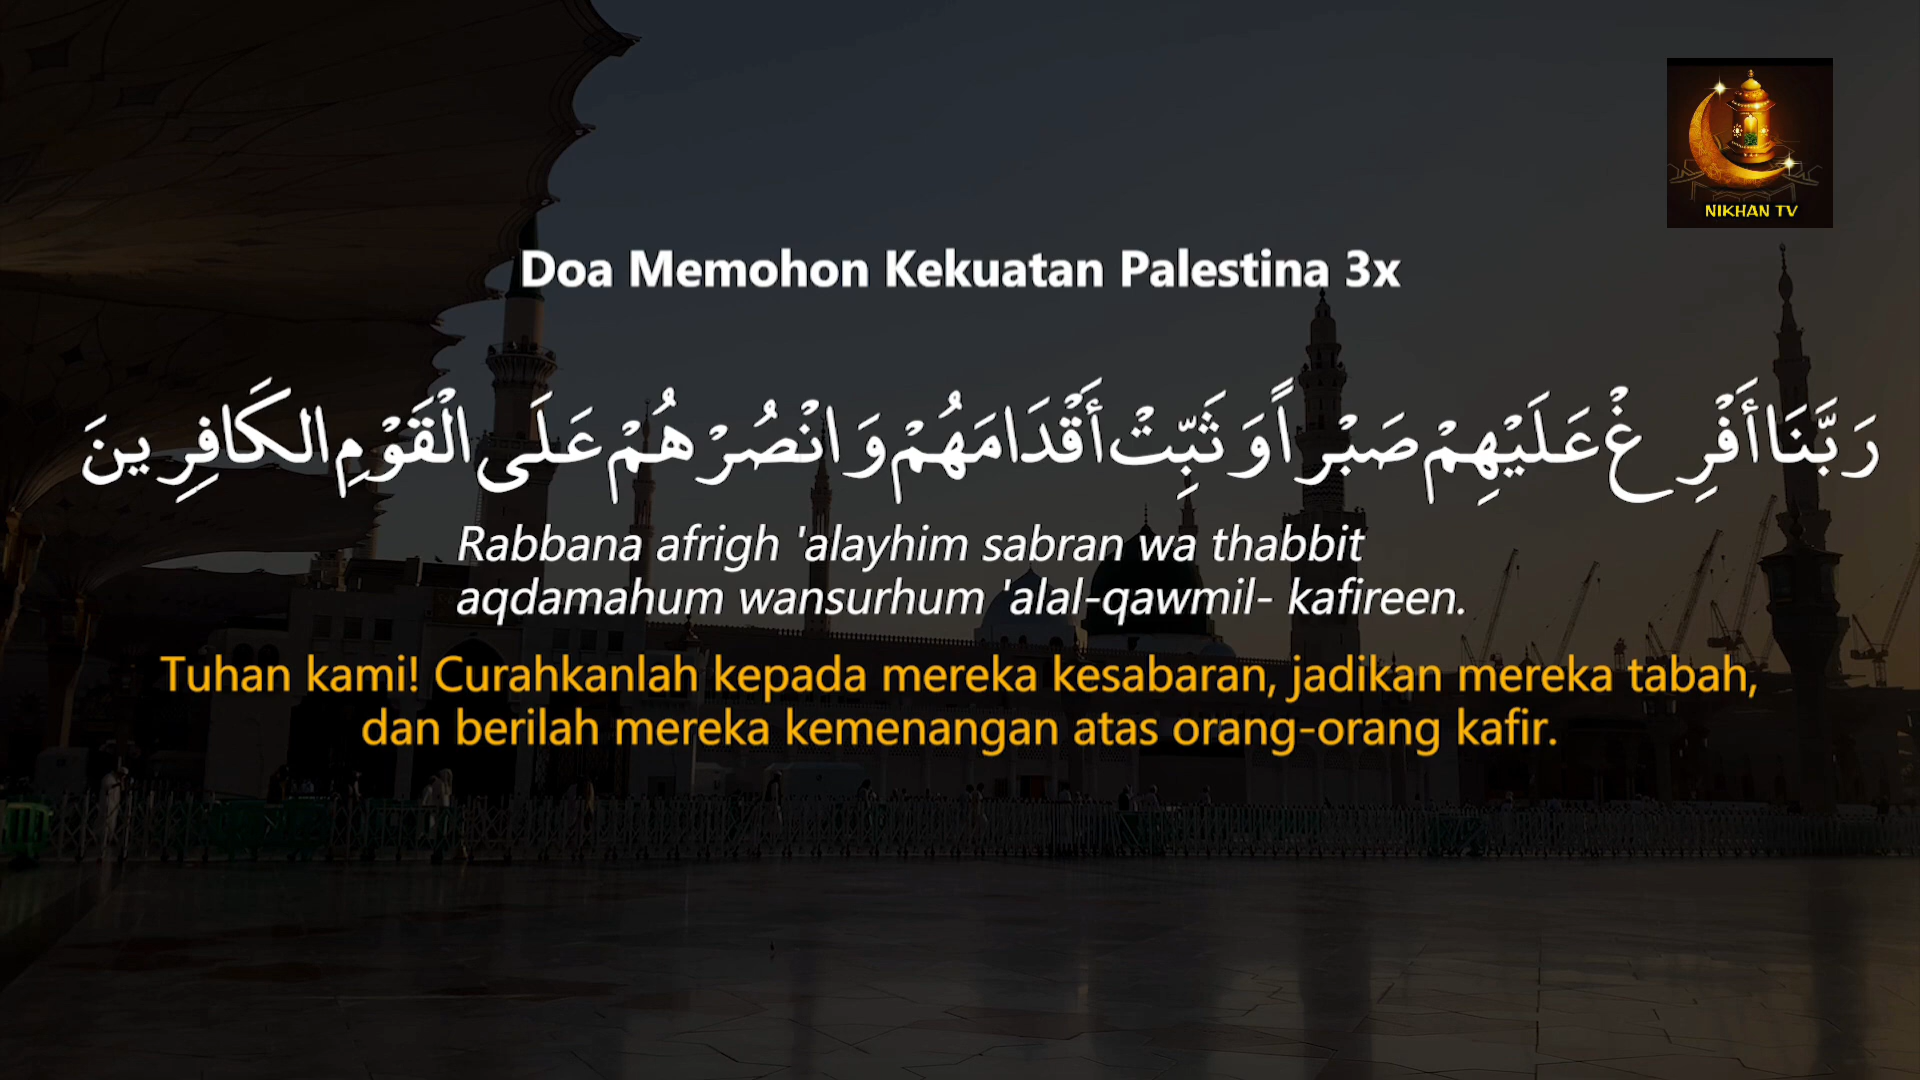 NIKHAN TV
Doa Memohon Kekuatan Palestina 3x
رَبَّنَا أَفْرِغْ عَلَيْهِمْ صَبْراً وَثَبِّتْ أَقْدَامَهُمْ وَانْصُرْهُمْ عَلَى الْقَوْمِ الكَافِرِينَ
Rabbana afrigh 'alayhim sabran wa thabbit
aqdamahum wansurhum 'alal-qawmil- kafireen.
Tuhan kami! Curahkanlah kepada mereka kesabaran, jadikan mereka tabah,
dan berilah mereka kemenangan atas orang-orang kafir.